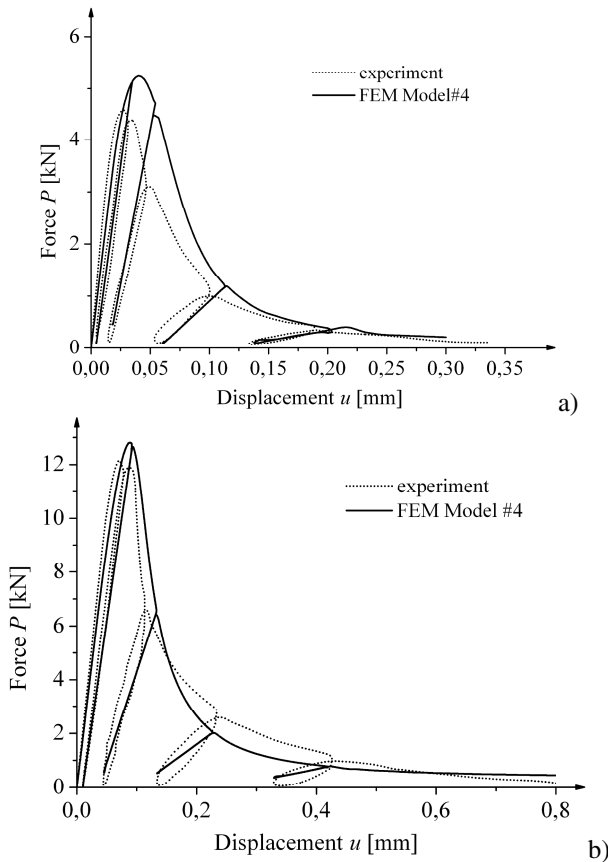 6
4
2
0
Force P [kN]
experiment
FEM Model#4
0,00 0,05 0,10 0,15 0,20 0,25 0,30 0,35
Displacement u [mm]
a)
12
10
8
6
4
2
0
Force P [kN]
experiment
FEM Model #4
0,0 0,2 0,4 0,6 0,8
Displacement u [mm]
b)